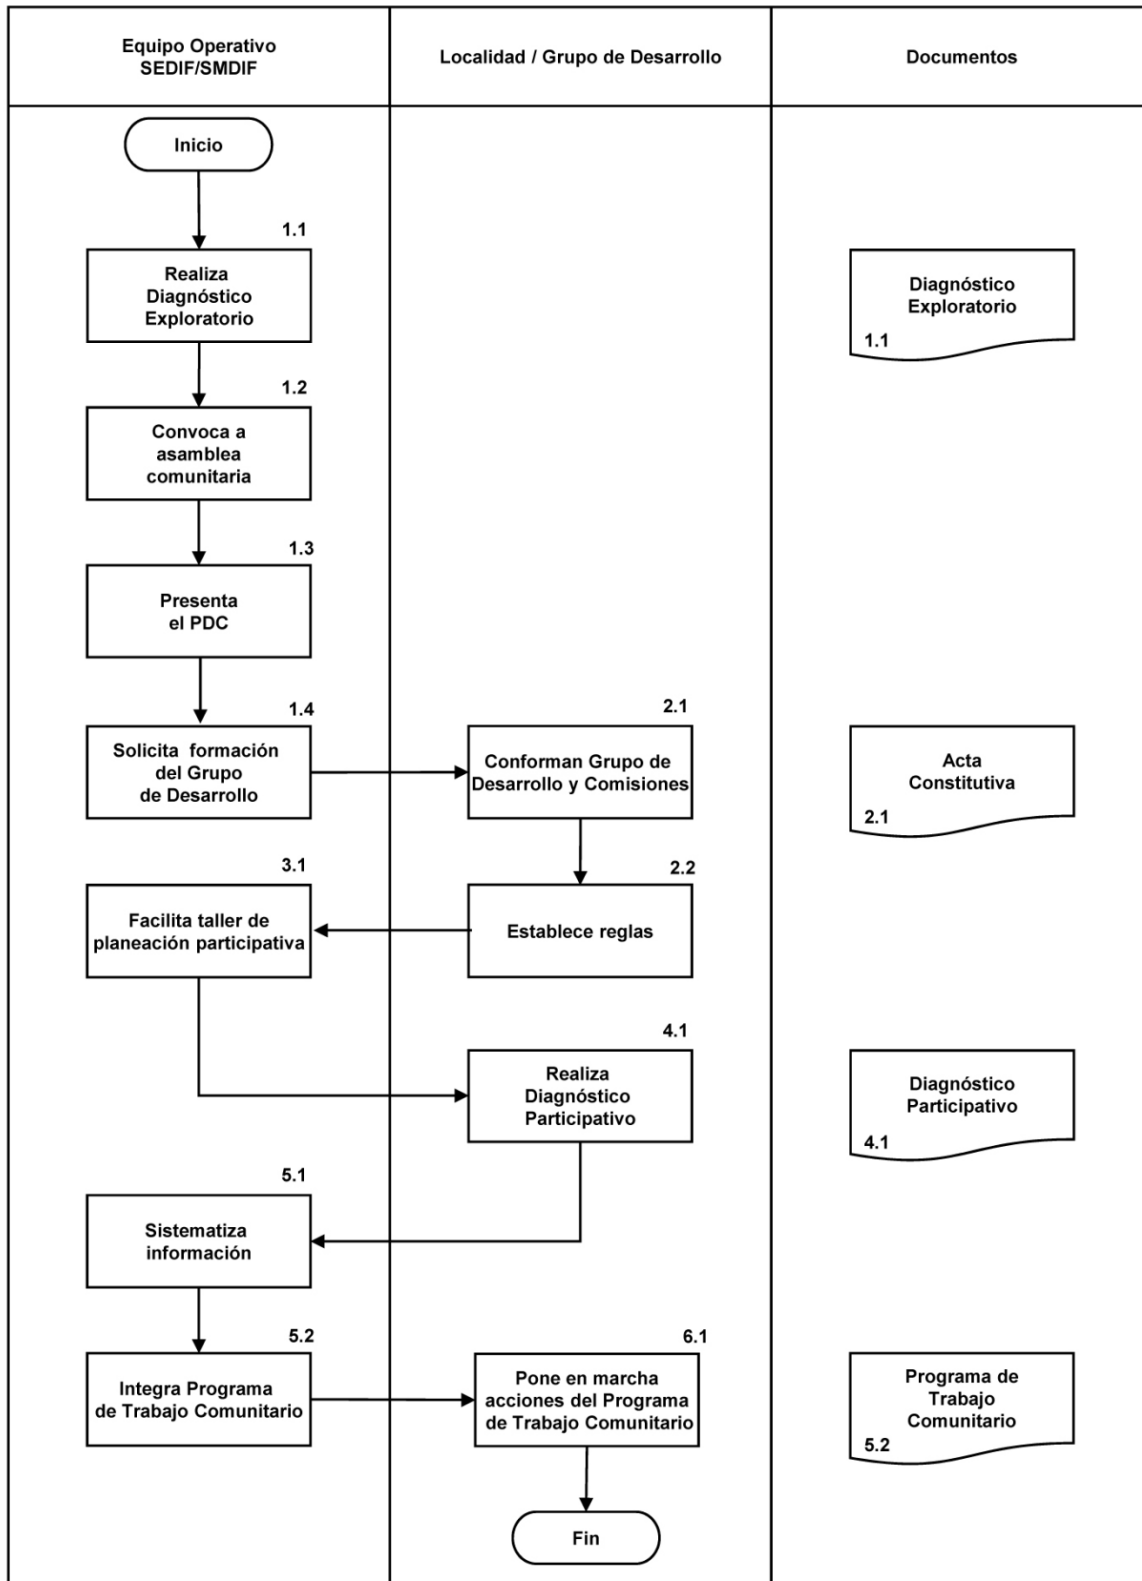 Equipo Operativo
SEDIF/SMDIF
Localidad / Grupo de Desarrollo
Documentos
Inicio
1.1
Realiza
Diagnóstico
Exploratorio
Diagnóstico
Exploratorio
1.1
1.2
Convoca a
asamblea
comunitaria
1.3
Presenta
el PDC
1.4
Solicita formación
del Grupo
de Desarrollo
2.1
Conforman Grupo de
Desarrollo y Comisiones
Acta
Constitutiva
2.1
3.1
Facilita taller de
planeación participativa
2.2
Establece reglas
4.1
Realiza
Diagnóstico
Participativo
Diagnóstico
Participativo
4.1
5.1
Sistematiza
información
5.2
Integra Programa
de Trabajo Comunitario
6.1
Pone en marcha
acciones del Programa
de Trabajo Comunitario
Programa de
Trabajo
Comunitario
5.2
Fin